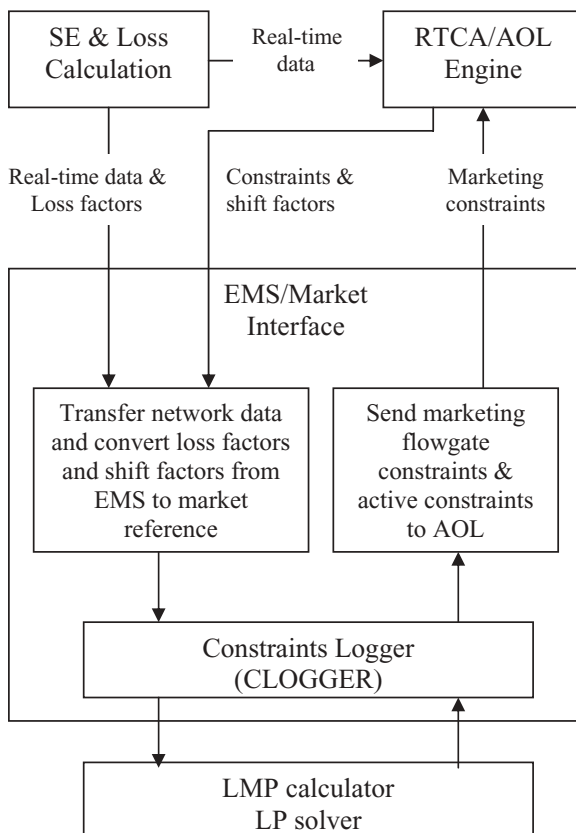 SE & Loss
Calculation
Real-time
data
RTCA/AOL
Engine
Real-time data &
Loss factors
Constraints &
shift factors
Marketing
constraints
EMS/Market
Interface
Transfer network data
and convert loss factors
and shift factors from
EMS to market
reference
Send marketing
flowgate
constraints &
active constraints
to AOL
Constraints Logger
(CLOGGER)
LMP calculator
LP solver